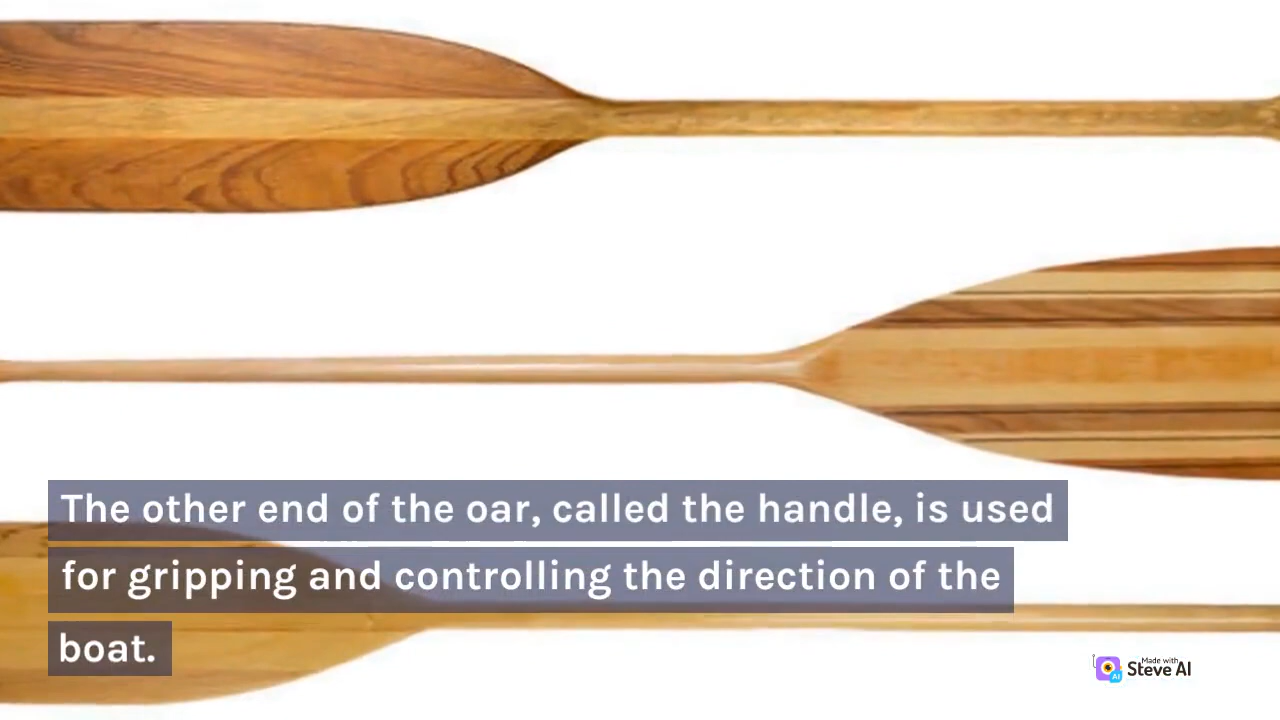 The other end of the oar, called the handle, is used
for gripping and controlling the direction of the
boat.
Made with
Steve AI
AI